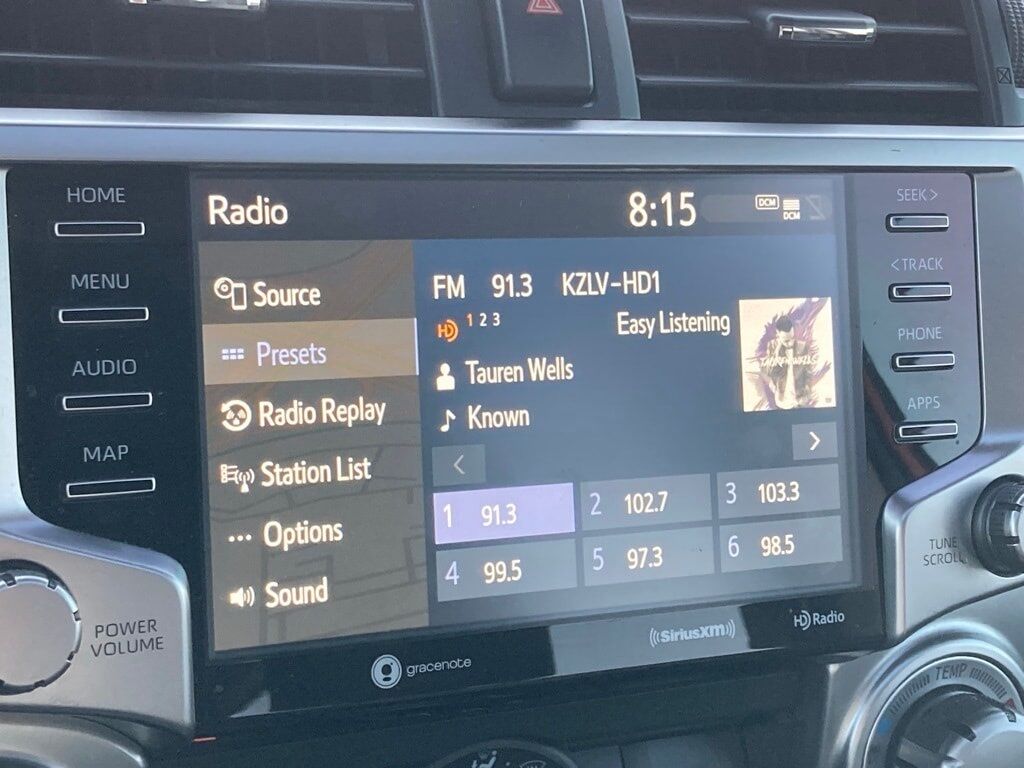 HOME
MENU
AUDIO
MAP
POWER
VOLUME
Radio
8:15
DCM
DCM
Source
Presets
Radio Replay
Station List
Options
Sound
FM 91.3 KZLV-HD1
HD 1 2 3
Easy Listening
TAUREN WELLS
Tauren Wells
Known
1 91.3
2 102.7
3 103.3
4 99.5
5 97.3
6 98.5
gracenote
((SiriusXM))
HD Radio
SEEK >
< TRACK
PHONE
APPS
TUNE
SCROLL
TEMP